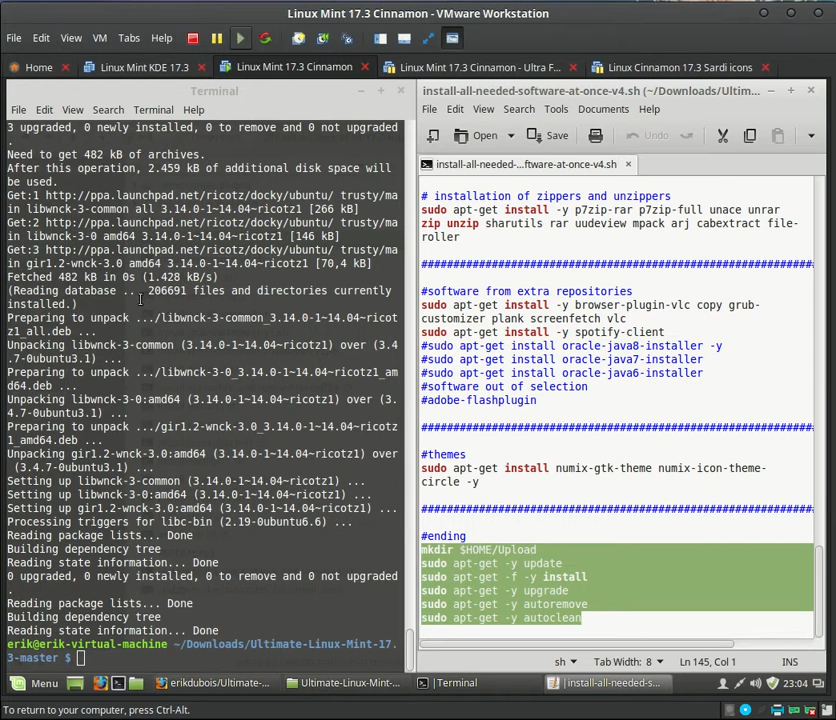 Linux Mint 17.3 Cinnamon - VMware Workstation
File Edit View VM Tabs Help
Home Linux Mint KDE 17.3 Linux Mint 17.3 Cinnamon Linux Mint 17.3 Cinnamon - Ultra F... Linux Cinnamon 17.3 Sardi icons
Terminal
File Edit View Search Terminal Help
3 upgraded, 0 newly installed, 0 to remove and 0 not upgraded
.
Need to get 482 kB of archives.
After this operation, 2.459 kB of additional disk space will
be used.
Get:1 http://ppa.launchpad.net/ricotz/docky/ubuntu/ trusty/ma
in libwnck-3-common all 3.14.0-1~14.04~ricotz1 [266 kB]
Get:2 http://ppa.launchpad.net/ricotz/docky/ubuntu/ trusty/ma
in libwnck-3-0 amd64 3.14.0-1~14.04~ricotz1 [146 kB]
Get:3 http://ppa.launchpad.net/ricotz/docky/ubuntu/ trusty/ma
in gir1.2-wnck-3.0 amd64 3.14.0-1~14.04~ricotz1 [70,4 kB]
Fetched 482 kB in 0s (1.428 kB/s)
(Reading database ... 206691 files and directories currently
installed.)
Preparing to unpack .../libwnck-3-common_3.14.0-1~14.04~ricot
z1_all.deb ...
Unpacking libwnck-3-common (3.14.0-1~14.04~ricotz1) over (3.4
.7-0ubuntu3.1) ...
Preparing to unpack .../libwnck-3-0_3.14.0-1~14.04~ricotz1_am
d64.deb ...
Unpacking libwnck-3-0:amd64 (3.14.0-1~14.04~ricotz1) over (3.
4.7-0ubuntu3.1) ...
Preparing to unpack .../gir1.2-wnck-3.0_3.14.0-1~14.04~ricotz
1_amd64.deb ...
Unpacking gir1.2-wnck-3.0:amd64 (3.14.0-1~14.04~ricotz1) over
(3.4.7-0ubuntu3.1) ...
Setting up libwnck-3-common (3.14.0-1~14.04~ricotz1) ...
Setting up libwnck-3-0:amd64 (3.14.0-1~14.04~ricotz1) ...
Setting up gir1.2-wnck-3.0:amd64 (3.14.0-1~14.04~ricotz1) ...
Processing triggers for libc-bin (2.19-0ubuntu6.6) ...
Reading package lists... Done
Building dependency tree
Reading state information... Done
0 upgraded, 0 newly installed, 0 to remove and 0 not upgraded
.
Reading package lists... Done
Building dependency tree
Reading state information... Done
erik@erik-virtual-machine ~/Downloads/Ultimate-Linux-Mint-17.
3-master $
install-all-needed-software-at-once-v4.sh (~/Downloads/Ultim...
File Edit View Search Tools Documents Help
Open Save Undo
install-all-needed-...ftware-at-once-v4.sh
# installation of zippers and unzippers
sudo apt-get install -y p7zip-rar p7zip-full unace unrar
zip unzip sharutils rar uudeview mpack arj cabextract file-
roller
##################################################################
#software from extra repositories
sudo apt-get install -y browser-plugin-vlc copy grub-
customizer plank screenfetch vlc
sudo apt-get install -y spotify-client
#sudo apt-get install oracle-java8-installer -y
#sudo apt-get install oracle-java7-installer
#sudo apt-get install oracle-java6-installer
#software out of selection
#adobe-flashplugin
##################################################################
#themes
sudo apt-get install numix-gtk-theme numix-icon-theme-
circle -y
##################################################################
#ending
mkdir $HOME/Upload
sudo apt-get -y update
sudo apt-get -f -y install
sudo apt-get -y upgrade
sudo apt-get -y autoremove
sudo apt-get -y autoclean
sh Tab Width: 8 Ln 145, Col 1 INS
Menu erikdubois/Ultimate-... Ultimate-Linux-Mint-... Terminal install-all-needed-s... 23:04
To return to your computer, press Ctrl-Alt.